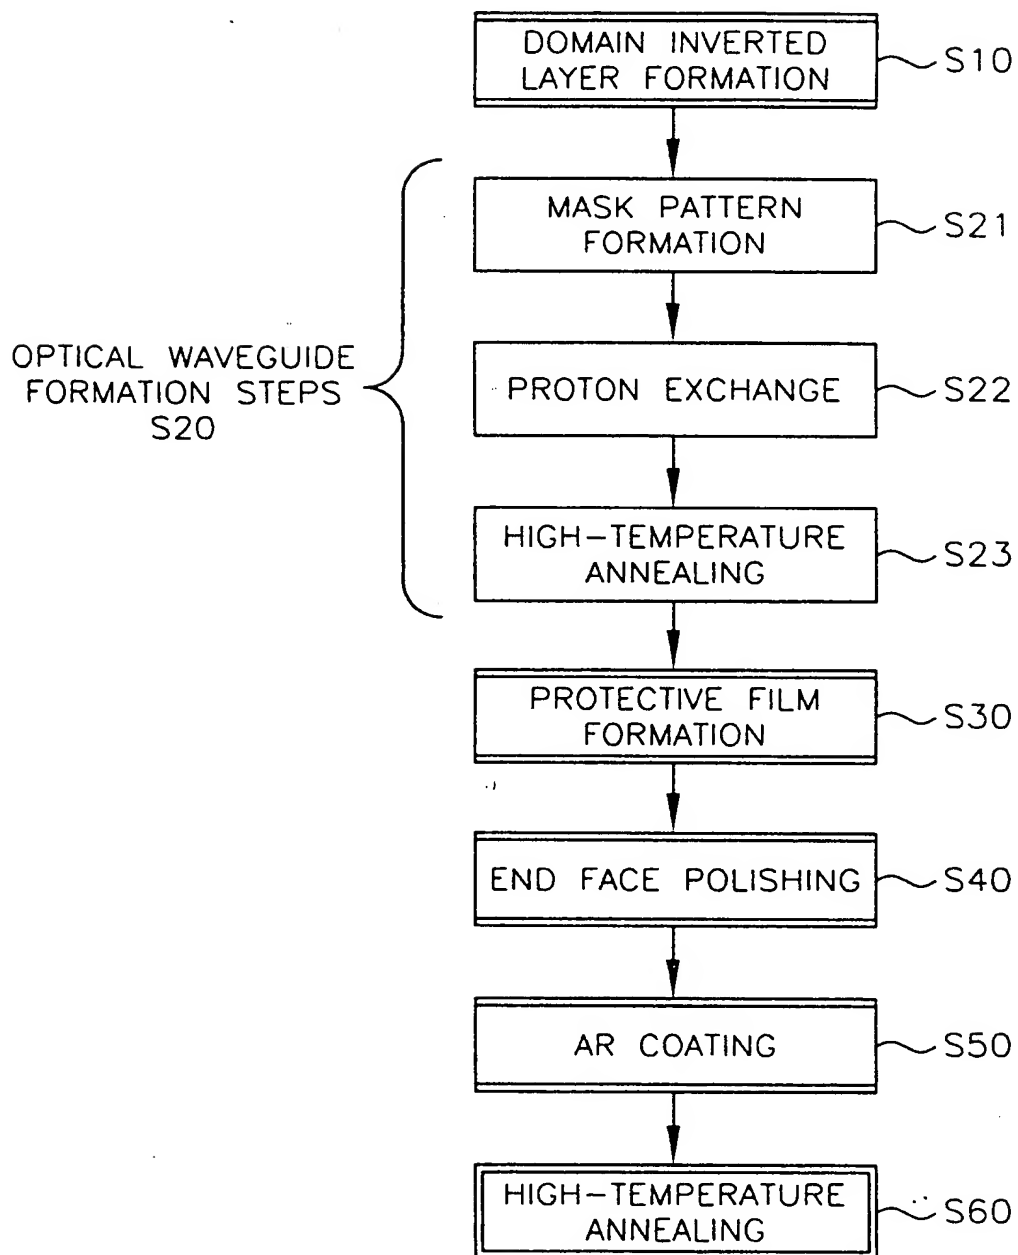 DOMAIN INVERTED
LAYER FORMATION
S10
MASK PATTERN
FORMATION
S21
OPTICAL WAVEGUIDE
FORMATION STEPS
S20
PROTON EXCHANGE
S22
HIGH-TEMPERATURE
ANNEALING
S23
PROTECTIVE FILM
FORMATION
S30
END FACE POLISHING
S40
AR COATING
S50
HIGH-TEMPERATURE
ANNEALING
S60